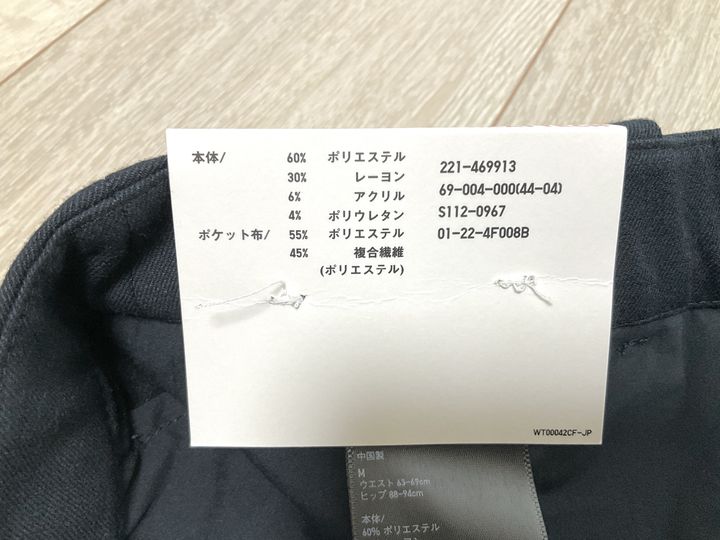 本体/ 60% ポリエステル
30% レーヨン
6% アクリル
4% ポリウレタン
ポケット布/ 55% ポリエステル
45% 複合繊維
(ポリエステル)
221-469913
69-004-000(44-04)
S112-0967
01-22-4F008B
WT00042CF-JP
中国製
M
ウエスト 63-69cm
ヒップ 88-94cm
本体/
60% ポリエステル